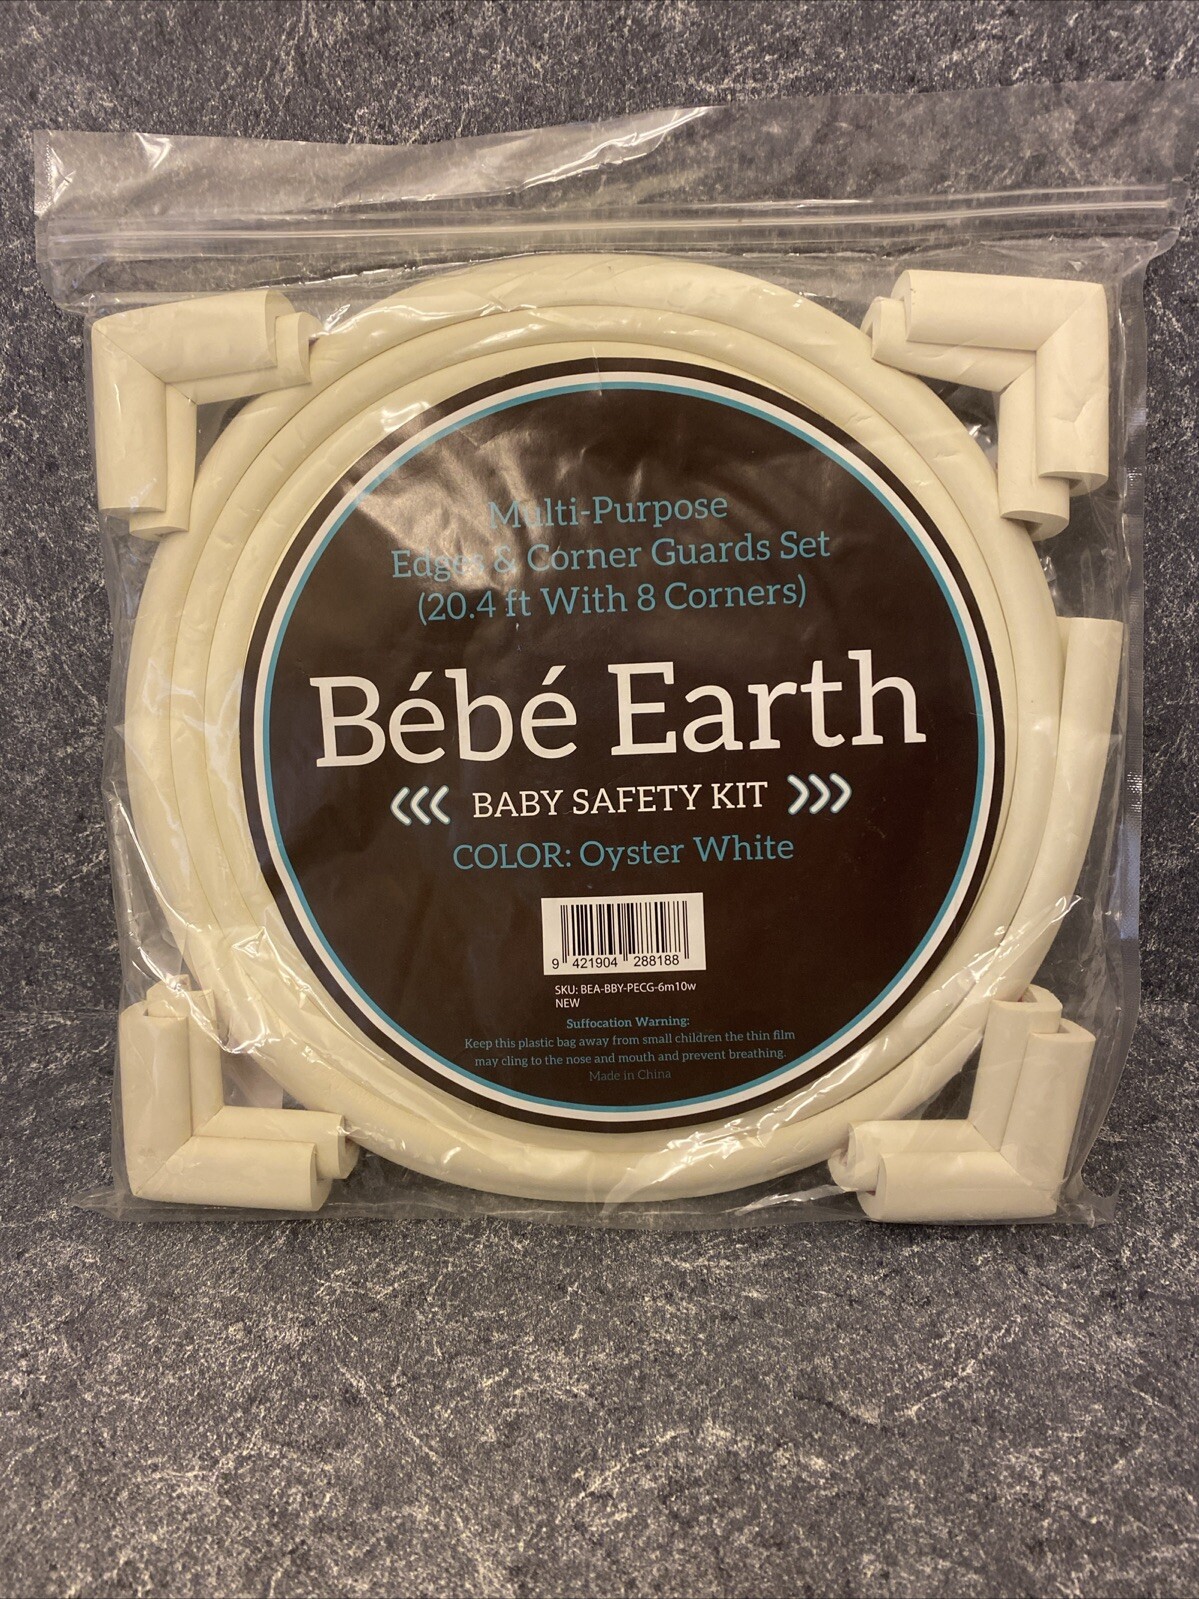 Multi-Purpose
Edges & Corner Guards Set
(20.4 ft With 8 Corners)
Bébé Earth
BABY SAFETY KIT
COLOR: Oyster White
9 421904 288188
SKU: BEA-BBY-PECG-6m10w
NEW
Suffocation Warning:
Keep this plastic bag away from small children the thin film
may cling to the nose and mouth and prevent breathing.
Made in China